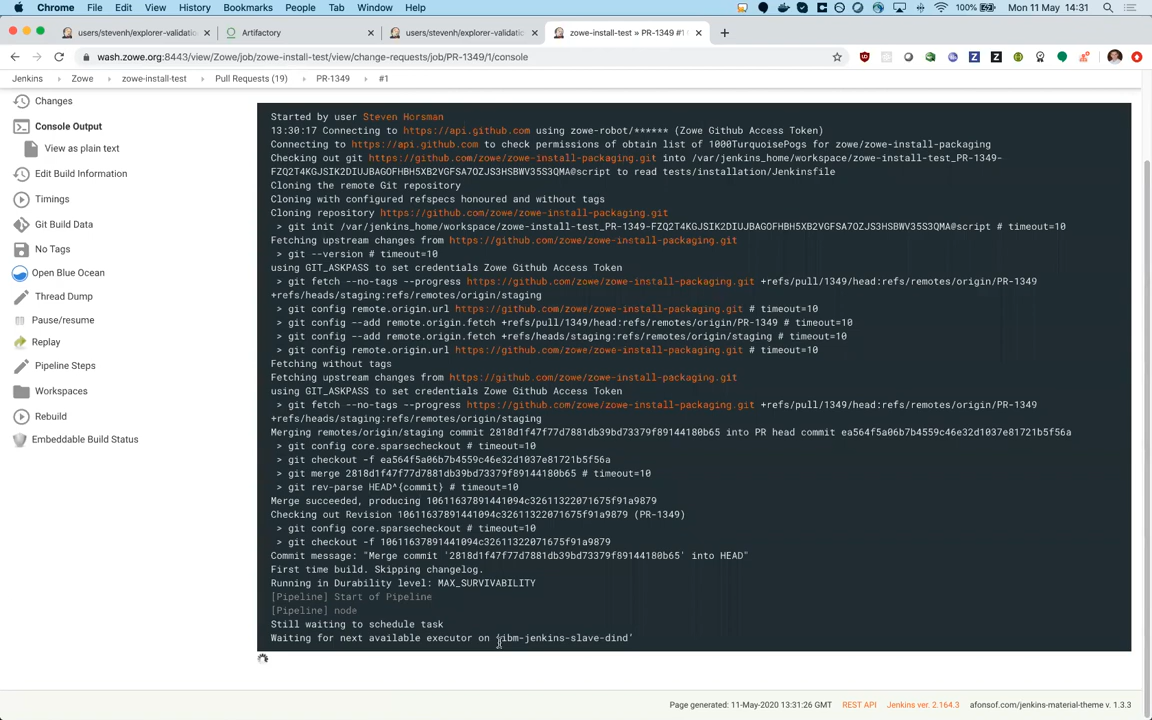 Chrome File Edit View History Bookmarks People Tab Window Help 100% Mon 11 May 14:31
users/stevenh/explorer-validatio Artifactory users/stevenh/explorer-validatio zowe-install-test » PR-1349 #1
wash.zowe.org:8443/view/Zowe/job/zowe-install-test/view/change-requests/job/PR-1349/1/console
Jenkins Zowe zowe-install-test Pull Requests (19) PR-1349 #1
Changes
Console Output
View as plain text
Edit Build Information
Timings
Git Build Data
No Tags
Open Blue Ocean
Thread Dump
Pause/resume
Replay
Pipeline Steps
Workspaces
Rebuild
Embeddable Build Status
Started by user Steven Horsman
13:30:17 Connecting to https://api.github.com using zowe-robot/****** (Zowe Github Access Token)
Connecting to https://api.github.com to check permissions of obtain list of 1000TurquoisePogs for zowe/zowe-install-packaging
Checking out git https://github.com/zowe/zowe-install-packaging.git into /var/jenkins_home/workspace/zowe-install-test_PR-1349-
FZQ2T4KGJSIK2DIUJBAGOFHBH5XB2VGFSA7OZJS3HSBWV35S3QMA@script to read tests/installation/Jenkinsfile
Cloning the remote Git repository
Cloning with configured refspecs honoured and without tags
Cloning repository https://github.com/zowe/zowe-install-packaging.git
> git init /var/jenkins_home/workspace/zowe-install-test_PR-1349-FZQ2T4KGJSIK2DIUJBAGOFHBH5XB2VGFSA7OZJS3HSBWV35S3QMA@script # timeout=10
Fetching upstream changes from https://github.com/zowe/zowe-install-packaging.git
> git --version # timeout=10
using GIT_ASKPASS to set credentials Zowe Github Access Token
> git fetch --no-tags --progress https://github.com/zowe/zowe-install-packaging.git +refs/pull/1349/head:refs/remotes/origin/PR-1349
+refs/heads/staging:refs/remotes/origin/staging
> git config remote.origin.url https://github.com/zowe/zowe-install-packaging.git # timeout=10
> git config --add remote.origin.fetch +refs/pull/1349/head:refs/remotes/origin/PR-1349 # timeout=10
> git config --add remote.origin.fetch +refs/heads/staging:refs/remotes/origin/staging # timeout=10
> git config remote.origin.url https://github.com/zowe/zowe-install-packaging.git # timeout=10
Fetching without tags
Fetching upstream changes from https://github.com/zowe/zowe-install-packaging.git
using GIT_ASKPASS to set credentials Zowe Github Access Token
> git fetch --no-tags --progress https://github.com/zowe/zowe-install-packaging.git +refs/pull/1349/head:refs/remotes/origin/PR-1349
+refs/heads/staging:refs/remotes/origin/staging
Merging remotes/origin/staging commit 2818d1f47f77d7881db39bd73379f89144180b65 into PR head commit ea564f5a06b7b4559c46e32d1037e81721b5f56a
> git config core.sparsecheckout # timeout=10
> git checkout -f ea564f5a06b7b4559c46e32d1037e81721b5f56a
> git merge 2818d1f47f77d7881db39bd73379f89144180b65 # timeout=10
> git rev-parse HEAD^{commit} # timeout=10
Merge succeeded, producing 10611637891441094c32611322071675f91a9879
Checking out Revision 10611637891441094c32611322071675f91a9879 (PR-1349)
> git config core.sparsecheckout # timeout=10
> git checkout -f 10611637891441094c32611322071675f91a9879
Commit message: "Merge commit '2818d1f47f77d7881db39bd73379f89144180b65' into HEAD"
First time build. Skipping changelog.
Running in Durability level: MAX_SURVIVABILITY
[Pipeline] Start of Pipeline
[Pipeline] node
Still waiting to schedule task
Waiting for next available executor on 'ibm-jenkins-slave-dind'
Page generated: 11-May-2020 13:31:26 GMT REST API Jenkins ver. 2.164.3 afonsof.com/jenkins-material-theme v. 1.3.3